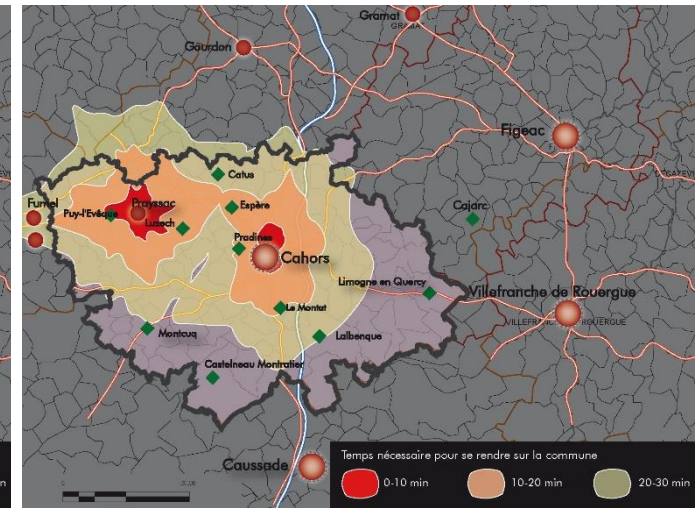 Gramat
Gourdon
Figeac
Catus
Fumel
Puy-l'Evêque
Prayssac
Espère
Luzech
Cajarc
Pradines
Cahors
Limogne en Quercy
Villefranche de Rouergue
VILLEFRANCHE ROUERGUE
Le Montat
Montcuq
Lalbenque
Castelneau Montratier
Caussade
Temps nécessaire pour se rendre sur la commune
0-10 min
10-20 min
20-30 min